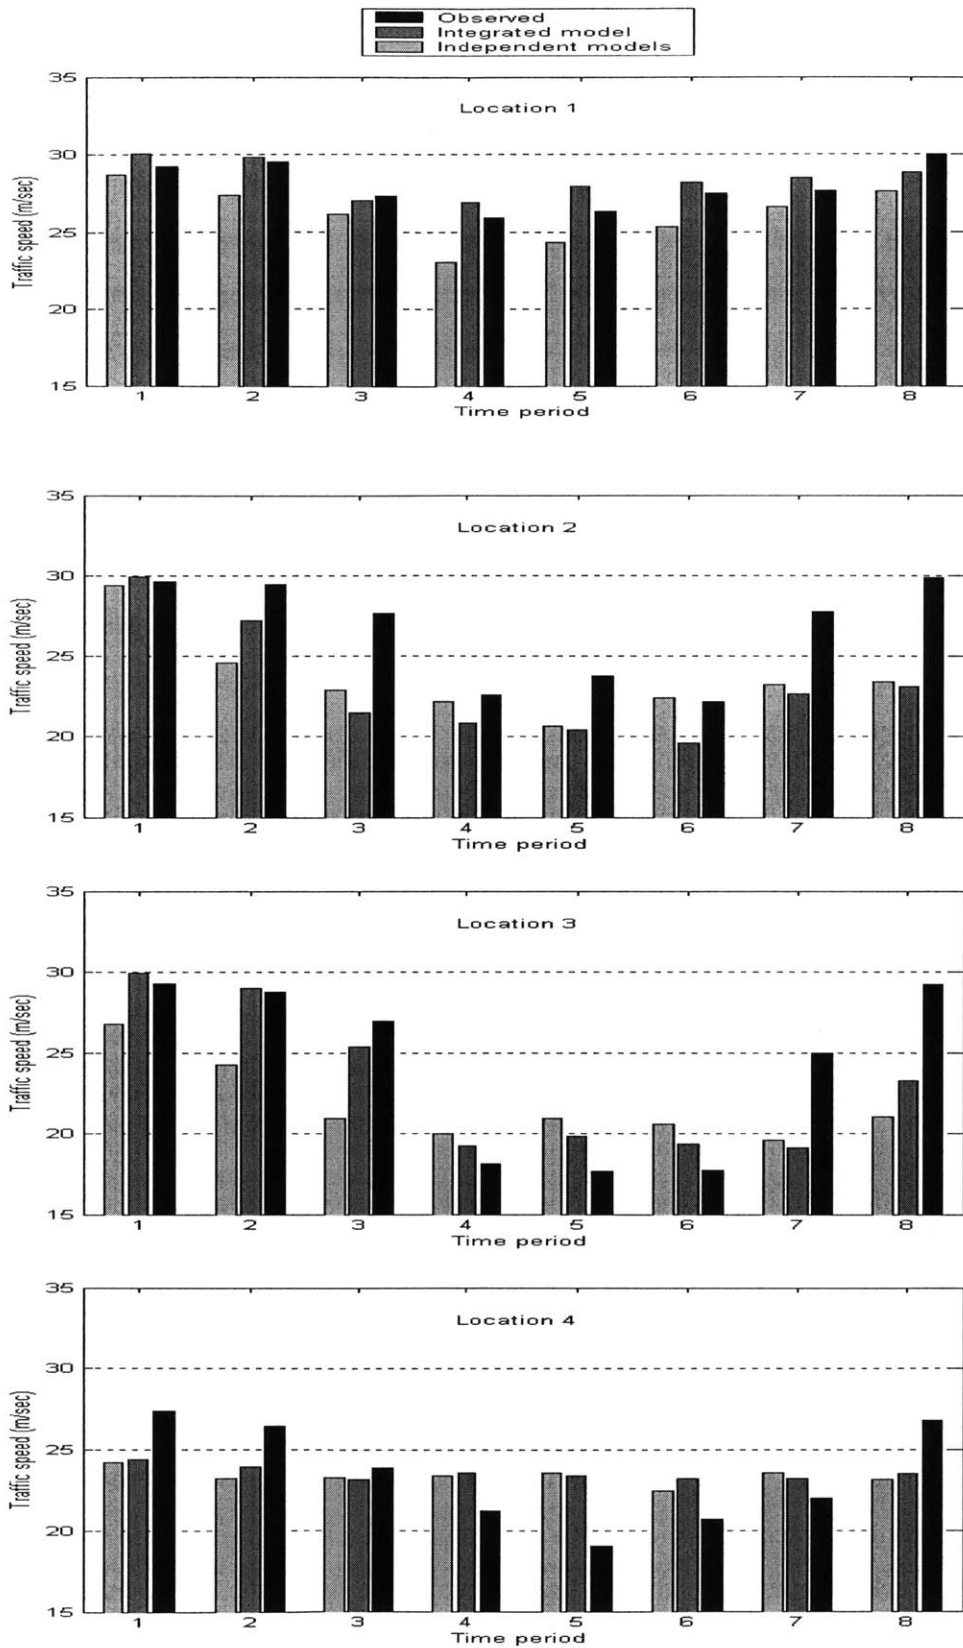 Observed
Integrated model
Independent models
35
Location 1
30
Traffic speed (m/sec)
25
20
15
1 2 3 4 5 6 7 8
Time period
35
Location 2
30
Traffic speed (m/sec)
25
20
15
1 2 3 4 5 6 7 8
Time period
35
Location 3
30
Traffic speed (m/sec)
25
20
15
1 2 3 4 5 6 7 8
Time period
35
Location 4
30
Traffic speed (m/sec)
25
20
15
1 2 3 4 5 6 7 8
Time period